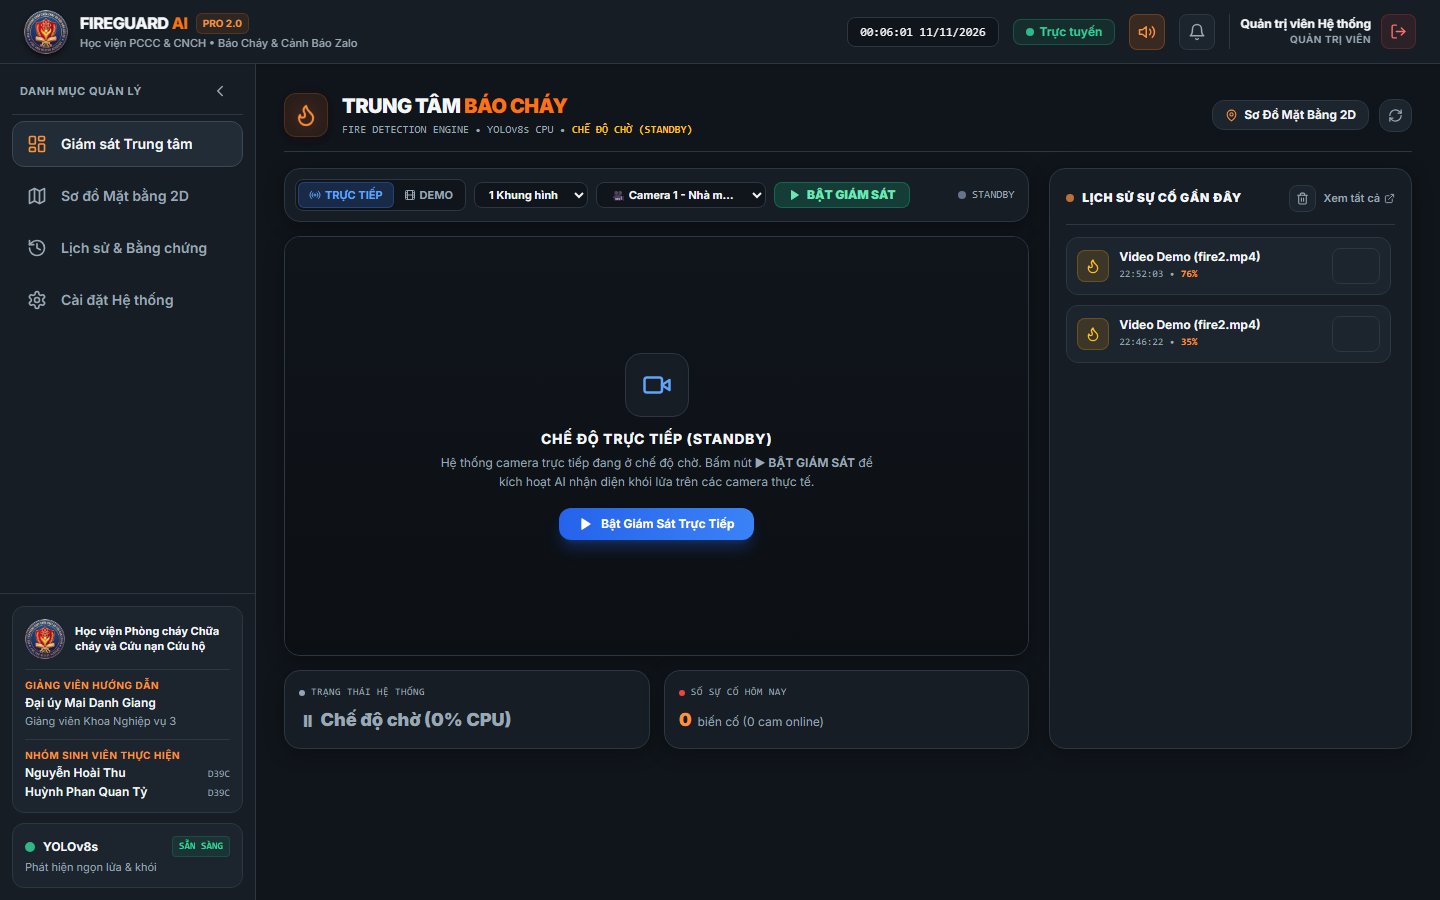 FIREGUARD AI PRO 2.0
Học viện PCCC & CNCH • Báo Cháy & Cảnh Báo Zalo
00:06:01 11/11/2026
Trực tuyến
Quản trị viên Hệ thống
QUẢN TRỊ VIÊN
DANH MỤC QUẢN LÝ
Giám sát Trung tâm
Sơ đồ Mặt bằng 2D
Lịch sử & Bằng chứng
Cài đặt Hệ thống
Học viện Phòng cháy Chữa
cháy và Cứu nạn Cứu hộ
GIẢNG VIÊN HƯỚNG DẪN
Đại úy Mai Danh Giang
Giảng viên Khoa Nghiệp vụ 3
NHÓM SINH VIÊN THỰC HIỆN
Nguyễn Hoài Thu D39C
Huỳnh Phan Quan Tỷ D39C
YOLOv8s SẴN SÀNG
Phát hiện ngọn lửa & khói
TRUNG TÂM BÁO CHÁY
FIRE DETECTION ENGINE • YOLOv8s CPU • CHẾ ĐỘ CHỜ (STANDBY)
Sơ Đồ Mặt Bằng 2D
TRỰC TIẾP DEMO 1 Khung hình Camera 1 - Nhà m... BẬT GIÁM SÁT STANDBY
CHẾ ĐỘ TRỰC TIẾP (STANDBY)
Hệ thống camera trực tiếp đang ở chế độ chờ. Bấm nút ▶ BẬT GIÁM SÁT để
kích hoạt AI nhận diện khói lửa trên các camera thực tế.
Bật Giám Sát Trực Tiếp
TRẠNG THÁI HỆ THỐNG
⏸ Chế độ chờ (0% CPU)
SỐ SỰ CỐ HÔM NAY
0 biến cố (0 cam online)
LỊCH SỬ SỰ CỐ GẦN ĐÂY Xem tất cả
Video Demo (fire2.mp4)
22:52:03 • 76%
Video Demo (fire2.mp4)
22:46:22 • 35%